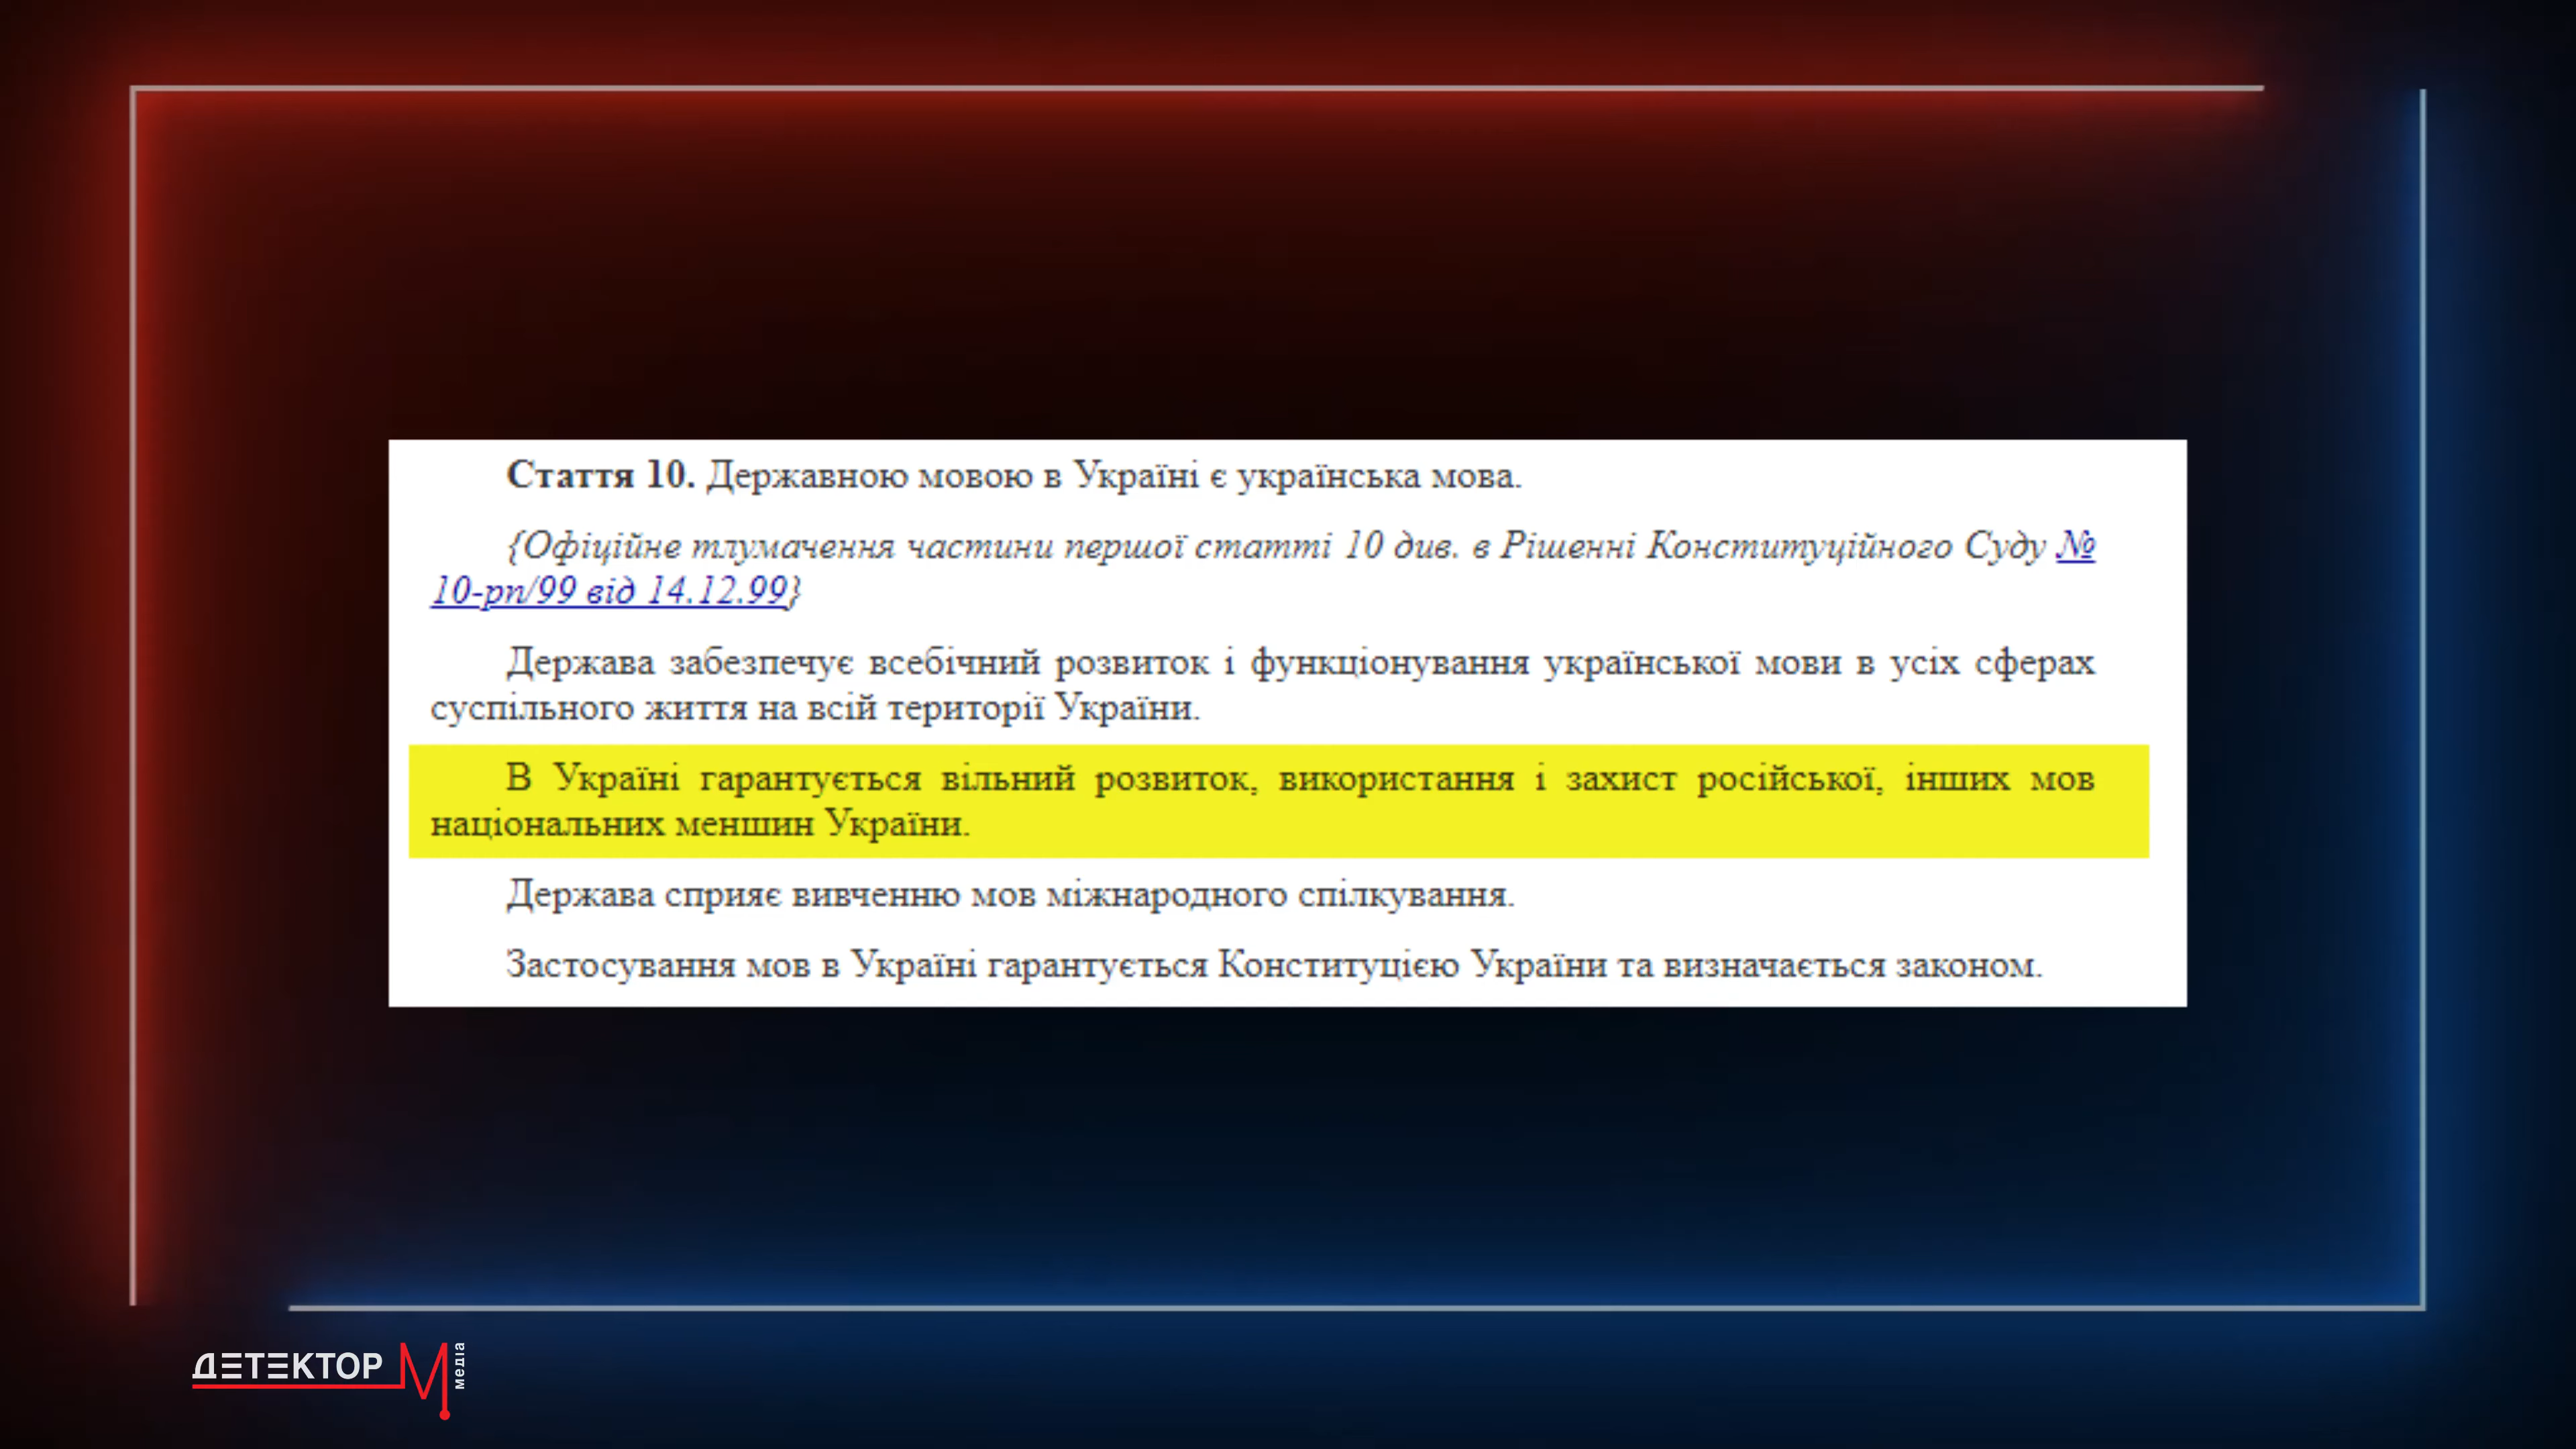 Стаття 10. Державною мовою в Україні є українська мова.
{Офіційне тлумачення частини першої статті 10 див. в Рішенні Конституційного Суду №
10-рп/99 від 14.12.99}
Держава забезпечує всебічний розвиток і функціонування української мови в усіх сферах
суспільного життя на всій території України.
В Україні гарантується вільний розвиток, використання і захист російської, інших мов
національних меншин України.
Держава сприяє вивченню мов міжнародного спілкування.
Застосування мов в Україні гарантується Конституцією України та визначається законом.
ДЕТЕКТОР М медіа